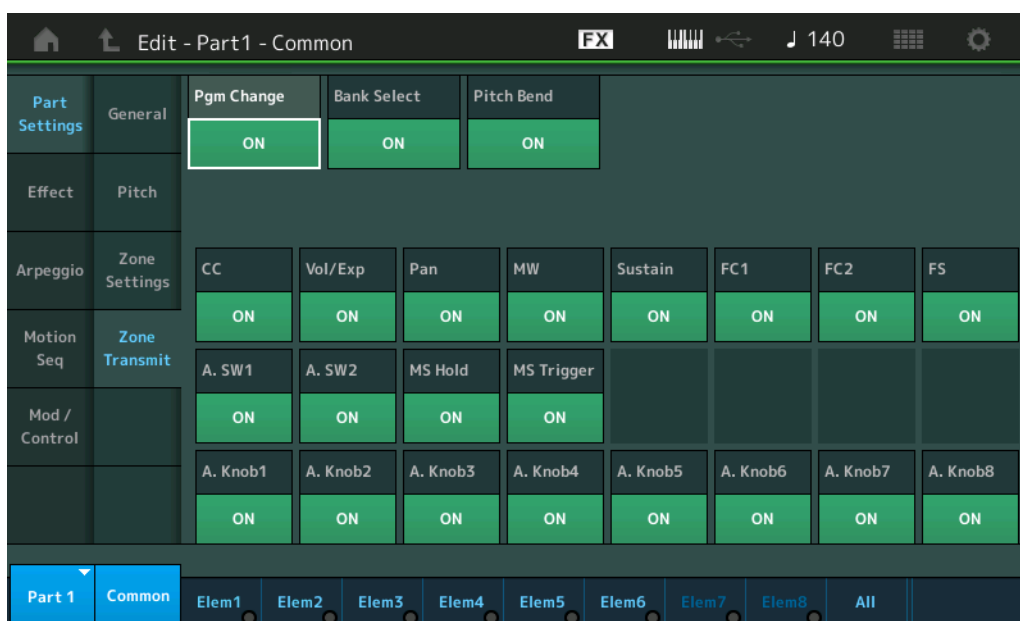 Edit - Part1 - Common
FX
♩ 140
Part
Settings
General
Effect
Pitch
Arpeggio
Zone
Settings
Motion
Seq
Zone
Transmit
Mod /
Control
Pgm Change
Bank Select
Pitch Bend
ON
ON
ON
CC
Vol/Exp
Pan
MW
Sustain
FC1
FC2
FS
ON
ON
ON
ON
ON
ON
ON
ON
A. SW1
A. SW2
MS Hold
MS Trigger
ON
ON
ON
ON
A. Knob1
A. Knob2
A. Knob3
A. Knob4
A. Knob5
A. Knob6
A. Knob7
A. Knob8
ON
ON
ON
ON
ON
ON
ON
ON
Part 1
Common
Elem1
Elem2
Elem3
Elem4
Elem5
Elem6
Elem7
Elem8
All